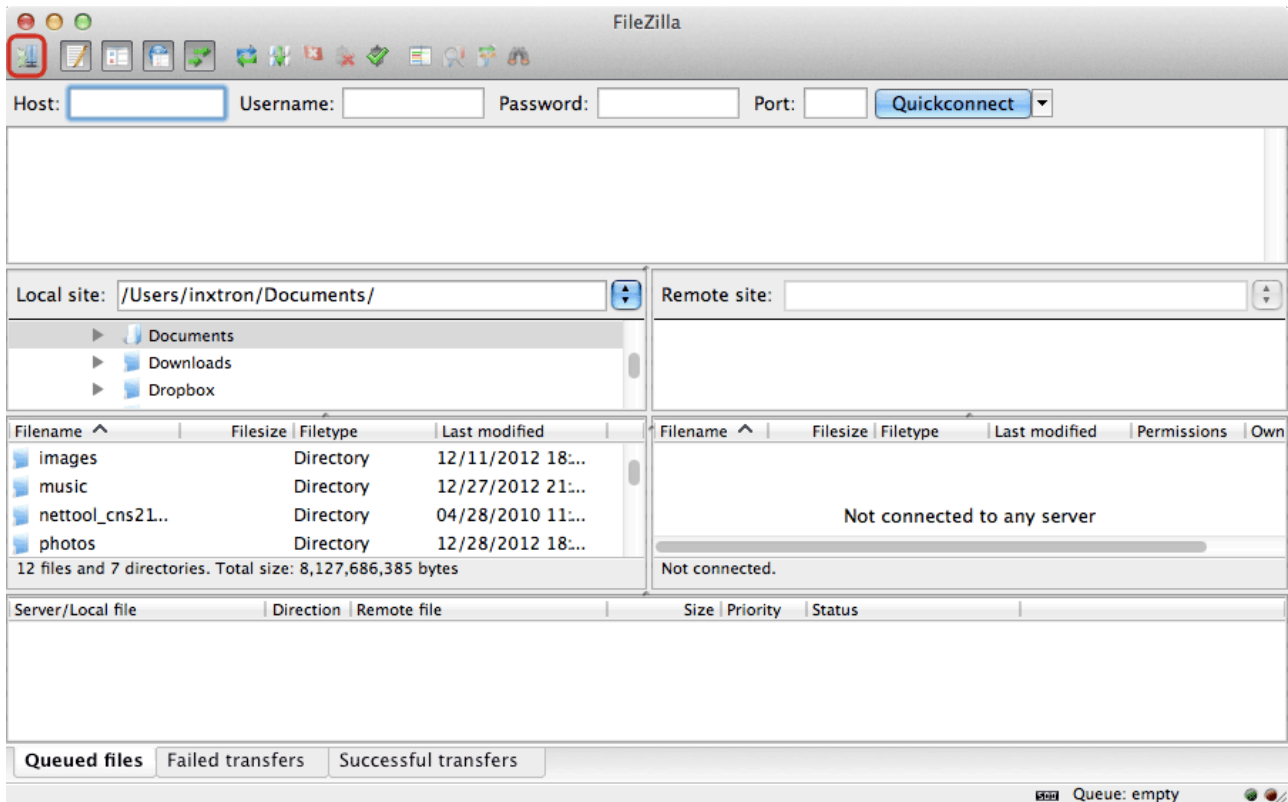 FileZilla
Host: Username: Password: Port: Quickconnect
Local site: /Users/inxtron/Documents/
Documents
Downloads
Dropbox
Remote site:
Filename Filesize Filetype Last modified
images Directory 12/11/2012 18:...
music Directory 12/27/2012 21:...
nettool_cns21... Directory 04/28/2010 11:...
photos Directory 12/28/2012 18:...
12 files and 7 directories. Total size: 8,127,686,385 bytes
Filename Filesize Filetype Last modified Permissions Own
Not connected to any server
Not connected.
Server/Local file Direction Remote file Size Priority Status
Queued files Failed transfers Successful transfers
Queue: empty